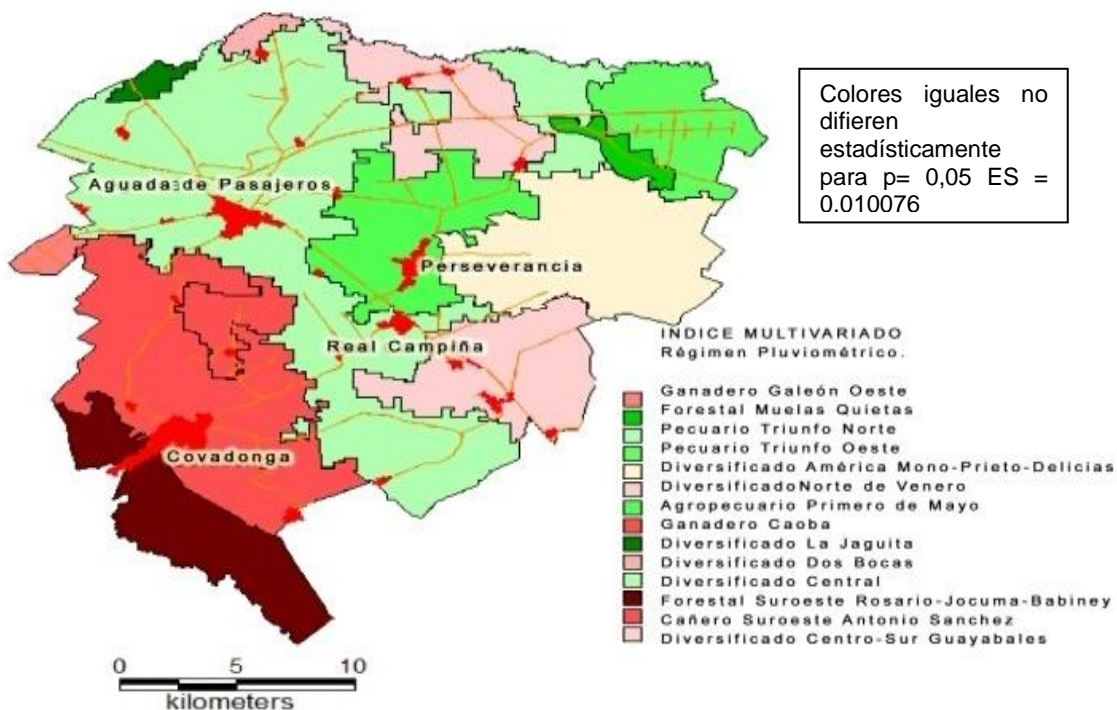 Colores iguales no
difieren
estadísticamente
para p= 0,05 ES =
0.010076
Aguadas de Pasajeros
Perseverancia
Real Campiña
Covadonga
INDICE MULTIVARIADO
Régimen Pluviométrico.
Ganadero Galeón Oeste
Forestal Muelas Quietas
Pecuario Triunfo Norte
Pecuario Triunfo Oeste
Diversificado América Mono-Prieto-Delicias
DiversificadoNorte de Venero
Agropecuario Primero de Mayo
Ganadero Caoba
Diversificado La Jaguita
Diversificado Dos Bocas
Diversificado Central
Forestal Suroeste Rosario-Jocuma-Babiney
Cañero Suroeste Antonio Sanchez
Diversificado Centro-Sur Guayabales
0 5 10
kilometers